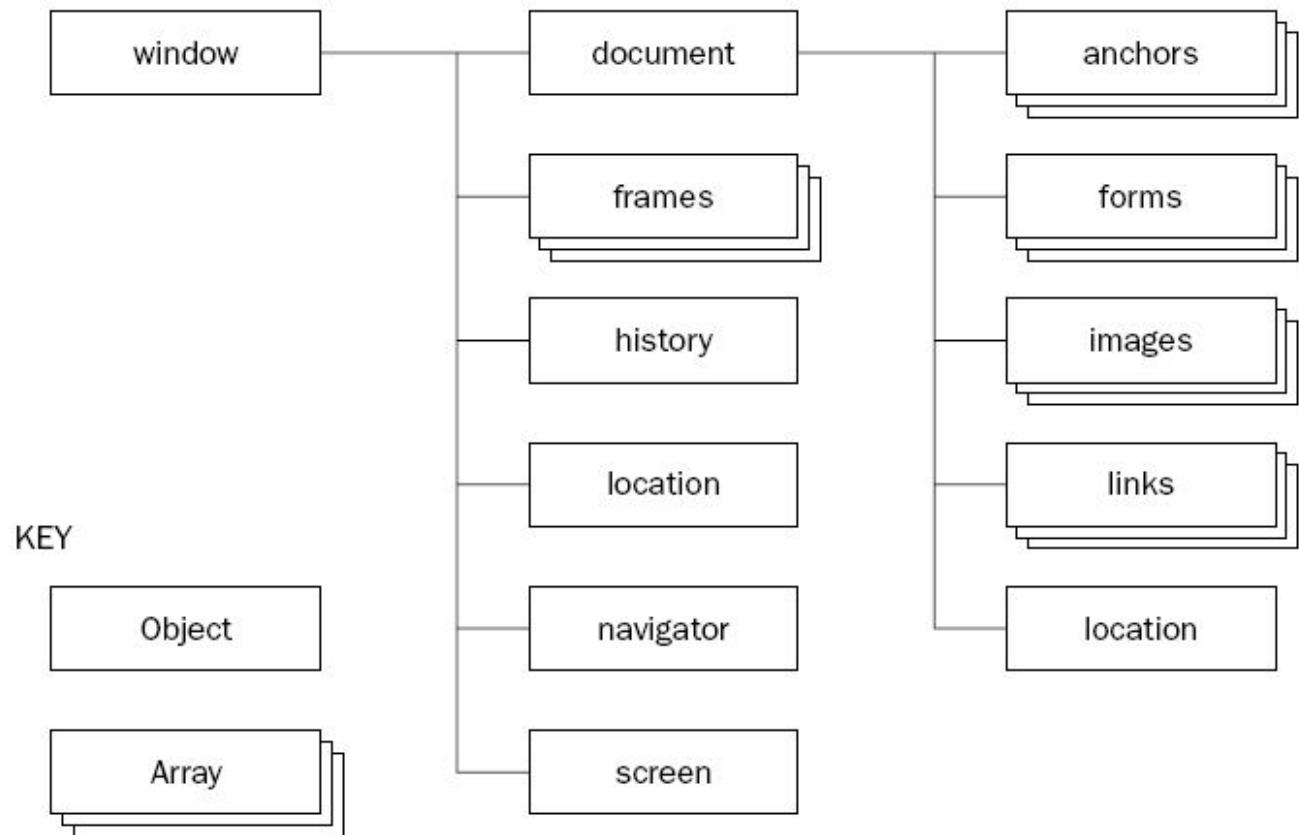 window
document
anchors
frames
forms
history
images
location
links
KEY
Object
navigator
location
Array
screen